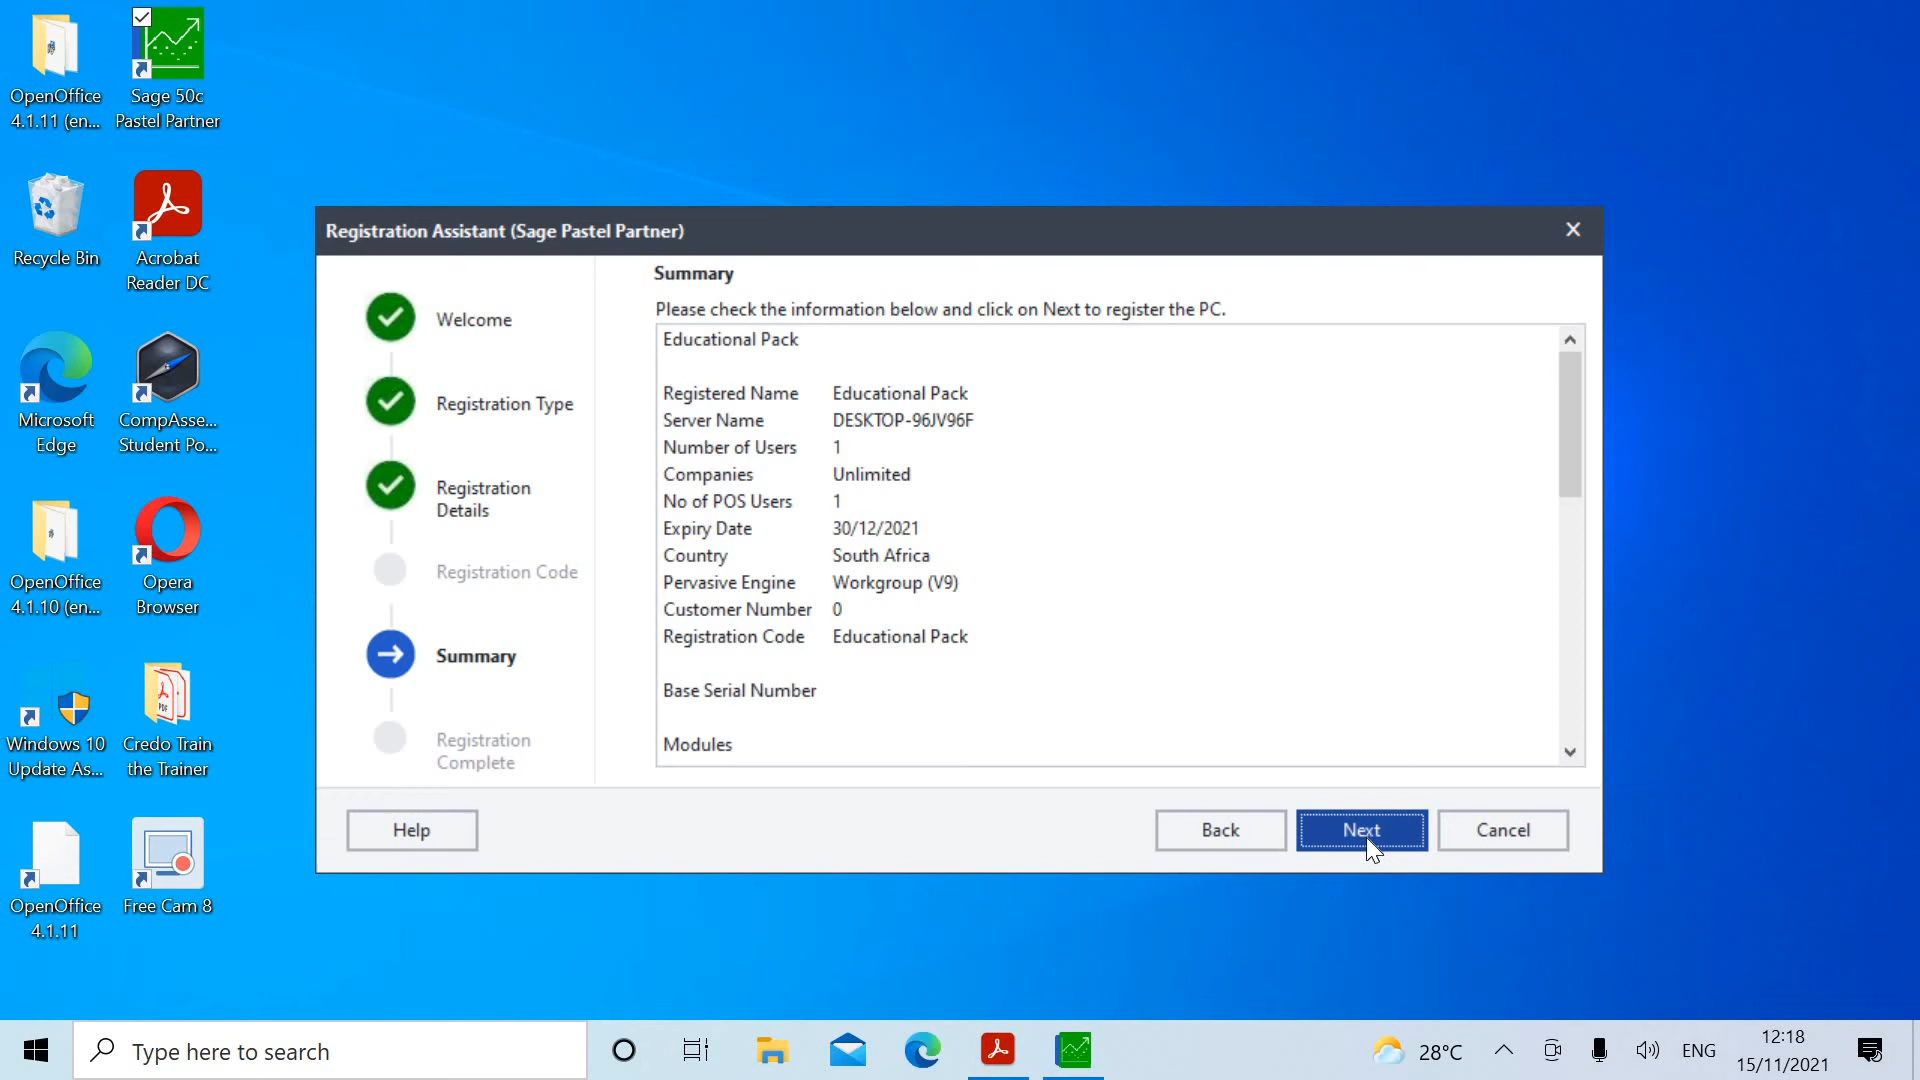 OpenOffice
4.1.11 (en...
Sage 50c
Pastel Partner
Recycle Bin
Acrobat
Reader DC
Microsoft
Edge
CompAsse...
Student Po...
OpenOffice
4.1.10 (en...
Opera
Browser
Windows 10
Update As...
Credo Train
the Trainer
OpenOffice
4.1.11
Free Cam 8
Registration Assistant (Sage Pastel Partner)
Welcome
Registration Type
Registration
Details
Registration Code
Summary
Registration
Complete
Summary
Please check the information below and click on Next to register the PC.
Educational Pack
Registered Name Educational Pack
Server Name DESKTOP-96JV96F
Number of Users 1
Companies Unlimited
No of POS Users 1
Expiry Date 30/12/2021
Country South Africa
Pervasive Engine Workgroup (V9)
Customer Number 0
Registration Code Educational Pack
Base Serial Number
Modules
Help
Back
Next
Cancel
Type here to search
28°C
ENG
12:18
15/11/2021